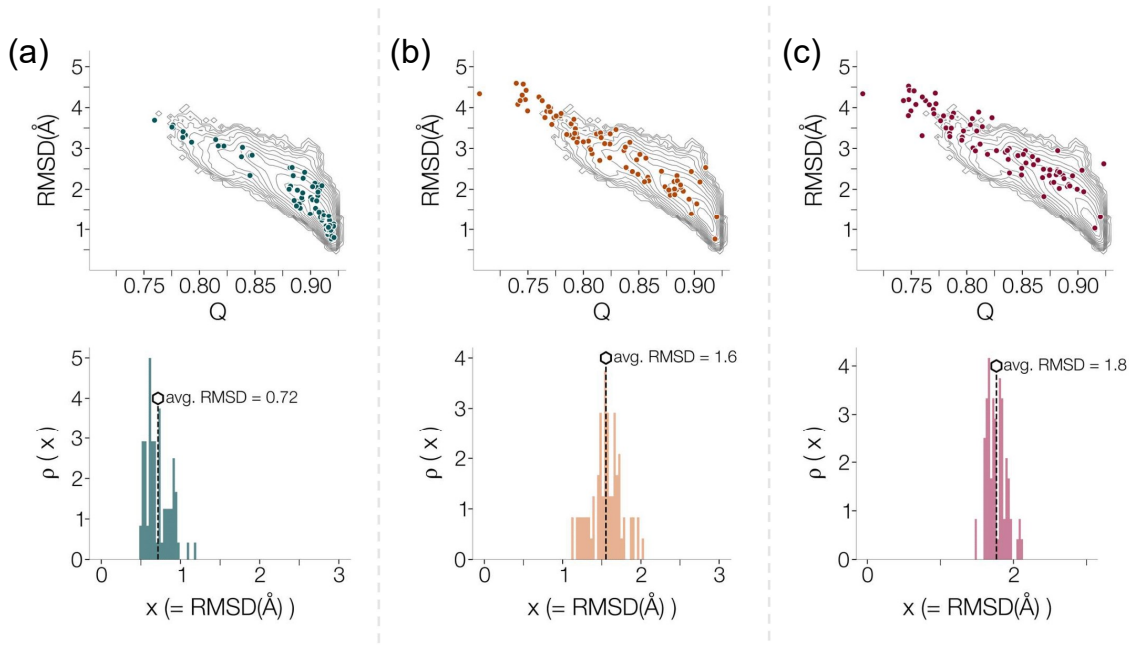 (a)
5
4
3
2
1
RMSD(Å)
0.75 0.80 0.85 0.90
Q
(b)
5
4
3
2
1
RMSD(Å)
0.75 0.80 0.85 0.90
Q
(c)
5
4
3
2
1
RMSD(Å)
0.75 0.80 0.85 0.90
Q
5
4
3
2
1
0
ρ ( x )
avg. RMSD = 0.72
0 1 2 3
x (= RMSD(Å) )
4
3
2
1
0
ρ ( x )
avg. RMSD = 1.6
0 1 2 3
x (= RMSD(Å) )
4
3
2
1
0
ρ ( x )
avg. RMSD = 1.8
0 2
x (= RMSD(Å) )